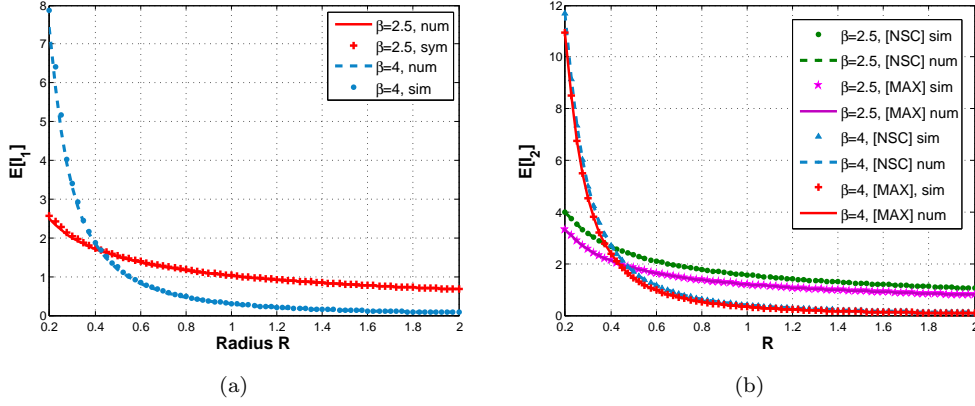 8
7
6
5
4
3
2
1
0
E[I1]
0.2 0.4 0.6 0.8 1 1.2 1.4 1.6 1.8 2
Radius R
β=2.5, num
β=2.5, sym
β=4, num
β=4, sim
(a)
12
10
8
6
4
2
0
E[I2]
0.2 0.4 0.6 0.8 1 1.2 1.4 1.6 1.8 2
R
β=2.5, [NSC] sim
β=2.5, [NSC] num
β=2.5, [MAX] sim
β=2.5, [MAX] num
β=4, [NSC] sim
β=4, [NSC] num
β=4, [MAX], sim
β=4, [MAX] num
(b)